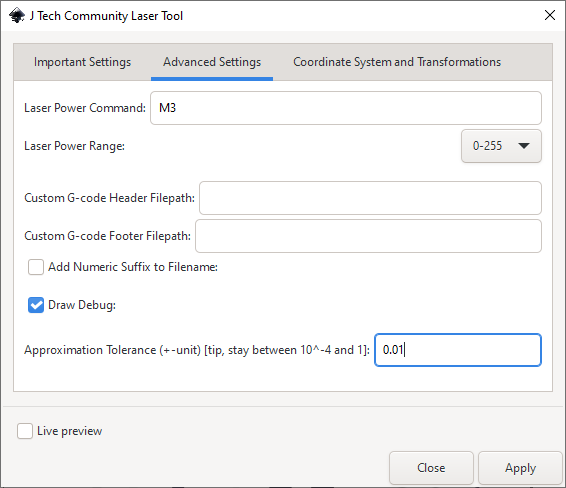 J Tech Community Laser Tool
Important Settings Advanced Settings Coordinate System and Transformations
Laser Power Command: M3
Laser Power Range: 0-255
Custom G-code Header Filepath:
Custom G-code Footer Filepath:
Add Numeric Suffix to Filename:
Draw Debug:
Approximation Tolerance (+-unit) [tip, stay between 10^-4 and 1]: 0.01
Live preview
Close Apply